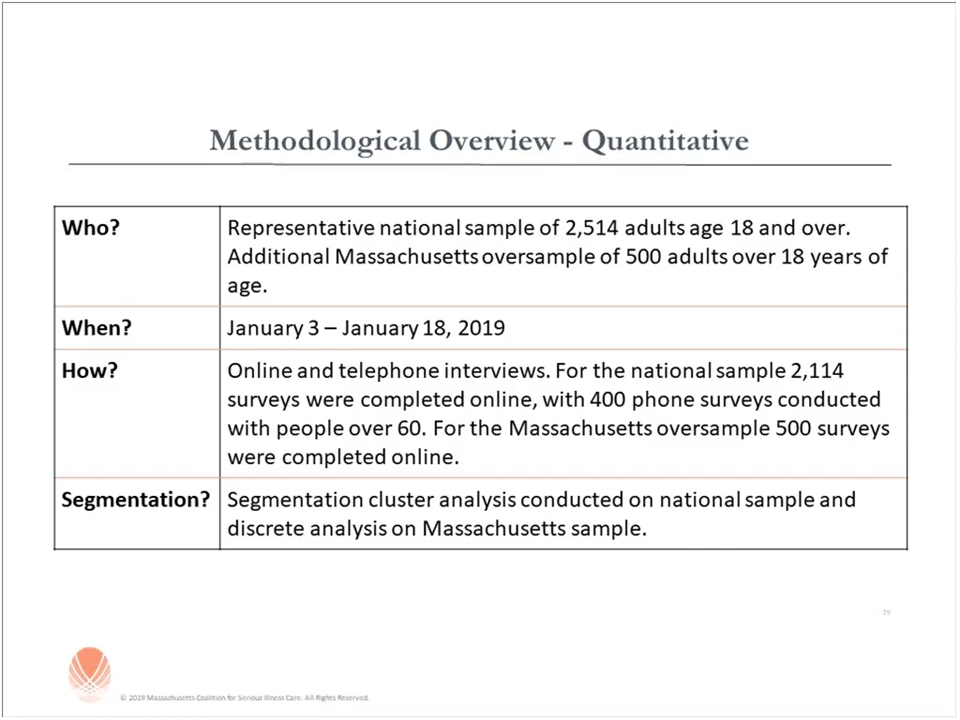 Methodological Overview - Quantitative
Who?
Representative national sample of 2,514 adults age 18 and over.
Additional Massachusetts oversample of 500 adults over 18 years of
age.
When?
January 3 – January 18, 2019
How?
Online and telephone interviews. For the national sample 2,114
surveys were completed online, with 400 phone surveys conducted
with people over 60. For the Massachusetts oversample 500 surveys
were completed online.
Segmentation?
Segmentation cluster analysis conducted on national sample and
discrete analysis on Massachusetts sample.
© 2019 Massachusetts Coalition for Serious Illness Care. All Rights Reserved.